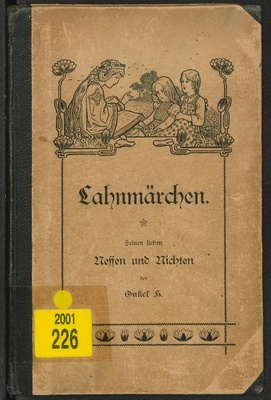 Lahnmärchen.
Seinen lieben
Neffen und Nichten
der
Onkel H.
2001
226